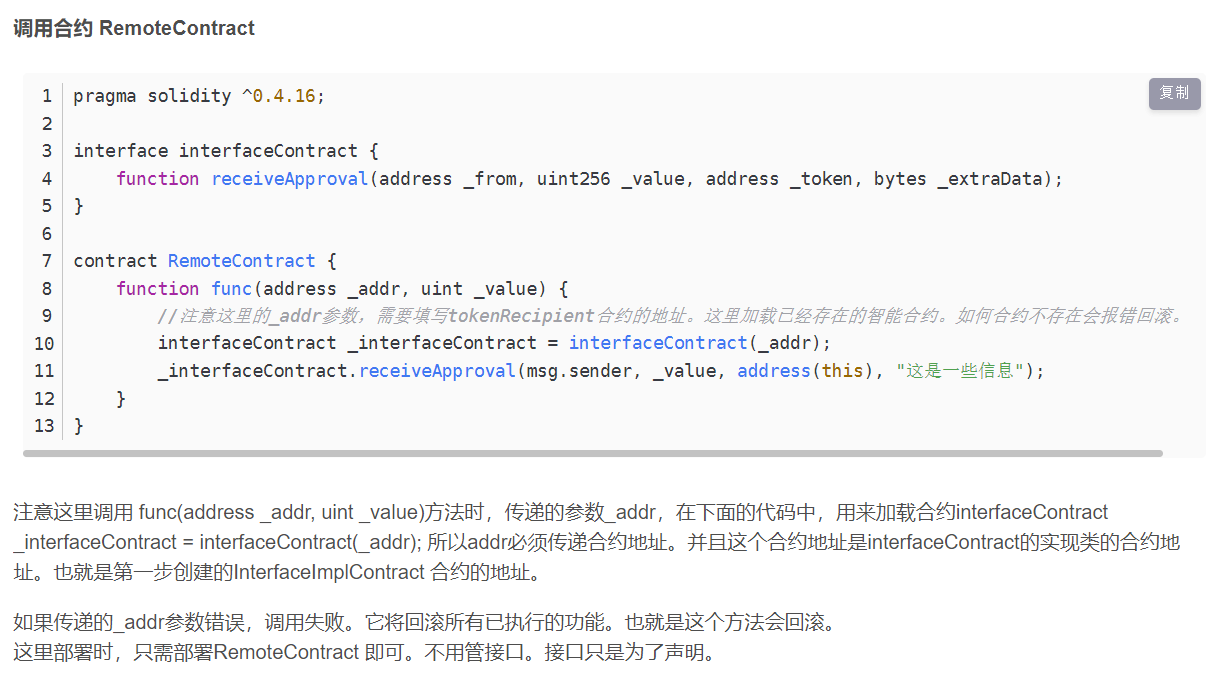 调用合约 RemoteContract
复制
1 pragma solidity ^0.4.16;
2
3 interface interfaceContract {
4     function receiveApproval(address _from, uint256 _value, address _token, bytes _extraData);
5 }
6
7 contract RemoteContract {
8     function func(address _addr, uint _value) {
9         //注意这里的_addr参数，需要填写tokenRecipient合约的地址。这里加载已经存在的智能合约。如何合约不存在会报错回滚。
10         interfaceContract _interfaceContract = interfaceContract(_addr);
11         _interfaceContract.receiveApproval(msg.sender, _value, address(this), "这是一些信息");
12     }
13 }
注意这里调用 func(address _addr, uint _value)方法时，传递的参数_addr，在下面的代码中，用来加载合约interfaceContract
_interfaceContract = interfaceContract(_addr); 所以addr必须传递合约地址。并且这个合约地址是interfaceContract的实现类的合约地
址。也就是第一步创建的InterfaceImplContract 合约的地址。
如果传递的_addr参数错误，调用失败。它将回滚所有已执行的功能。也就是这个方法会回滚。
这里部署时，只需部署RemoteContract 即可。不用管接口。接口只是为了声明。